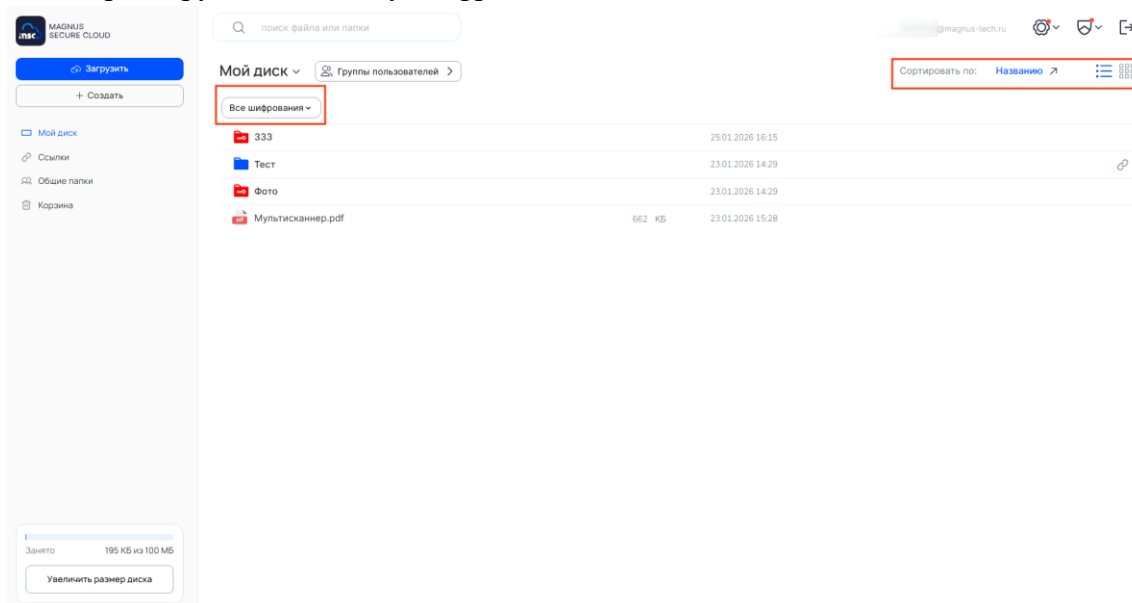 MAGNUS
SECURE CLOUD
.msc
поиск файла или папки
@magnus-tech.ru
Загрузить
+ Создать
Мой диск
Ссылки
Общие папки
Корзина
Мой диск
Группы пользователей
Сортировать по: Названию
Все шифрования
333 25.01.2026 16:15
Тест 23.01.2026 14:29
Фото 23.01.2026 14:29
Мультисканнер.pdf 662 КБ 23.01.2026 15:28
Занято 195 КБ из 100 МБ
Увеличить размер диска